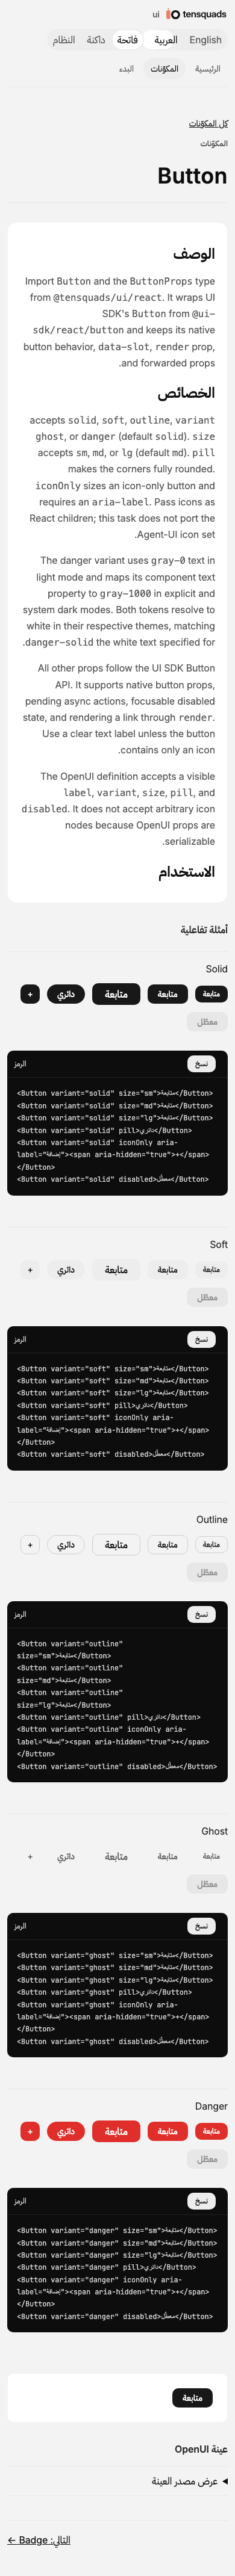 tensquads ui
English العربية فاتحة داكنة النظام
الرئيسية المكوّنات البدء
كل المكوّنات
المكوّنات
Button
الوصف
Import Button and the ButtonProps type
from @tensquads/ui/react. It wraps UI
SDK's Button from @ui-
sdk/react/button and keeps its native
button behavior, data-slot, render prop,
and forwarded props.
الخصائص
accepts solid, soft, outline, variant
ghost, or danger (default solid). size
accepts sm, md, or lg (default md). pill
makes the corners fully rounded.
iconOnly sizes an icon-only button and
requires an aria-label. Pass icons as
React children; this task does not port the
Agent-UI icon set.
The danger variant uses gray-0 text in
light mode and maps its component
property to gray-1000 in explicit and
system dark modes. Both tokens resolve to
white in their respective themes, matching
the white text specified for danger-solid.
All other props follow the UI SDK Button
API. It supports native button props,
pending async actions, focusable disabled
state, and rendering a link through render.
Use a clear text label unless the button
contains only an icon.
The OpenUI definition accepts a visible
label, variant, size, pill, and
disabled. It does not accept arbitrary icon
nodes because OpenUI props are
serializable.
الاستخدام
أمثلة تفاعلية
Solid
متابعة متابعة متابعة دائري +
معطّل
نسخ الرمز
<Button variant="solid" size="sm">متابعة</Button>
<Button variant="solid" size="md">متابعة</Button>
<Button variant="solid" size="lg">متابعة</Button>
<Button variant="solid" pill>دائري</Button>
<Button variant="solid" iconOnly aria-
label="إضافة"><span aria-hidden="true">+</span>
</Button>
<Button variant="solid" disabled>معطّل</Button>
Soft
متابعة متابعة متابعة دائري +
معطّل
نسخ الرمز
<Button variant="soft" size="sm">متابعة</Button>
<Button variant="soft" size="md">متابعة</Button>
<Button variant="soft" size="lg">متابعة</Button>
<Button variant="soft" pill>دائري</Button>
<Button variant="soft" iconOnly aria-
label="إضافة"><span aria-hidden="true">+</span>
</Button>
<Button variant="soft" disabled>معطّل</Button>
Outline
متابعة متابعة متابعة دائري +
معطّل
نسخ الرمز
<Button variant="outline"
size="sm">متابعة</Button>
<Button variant="outline"
size="md">متابعة</Button>
<Button variant="outline"
size="lg">متابعة</Button>
<Button variant="outline" pill>دائري</Button>
<Button variant="outline" iconOnly aria-
label="إضافة"><span aria-hidden="true">+</span>
</Button>
<Button variant="outline" disabled>معطّل</Button>
Ghost
متابعة متابعة متابعة دائري +
معطّل
نسخ الرمز
<Button variant="ghost" size="sm">متابعة</Button>
<Button variant="ghost" size="md">متابعة</Button>
<Button variant="ghost" size="lg">متابعة</Button>
<Button variant="ghost" pill>دائري</Button>
<Button variant="ghost" iconOnly aria-
label="إضافة"><span aria-hidden="true">+</span>
</Button>
<Button variant="ghost" disabled>معطّل</Button>
Danger
متابعة متابعة متابعة دائري +
معطّل
نسخ الرمز
<Button variant="danger" size="sm">متابعة</Button>
<Button variant="danger" size="md">متابعة</Button>
<Button variant="danger" size="lg">متابعة</Button>
<Button variant="danger" pill>دائري</Button>
<Button variant="danger" iconOnly aria-
label="إضافة"><span aria-hidden="true">+</span>
</Button>
<Button variant="danger" disabled>معطّل</Button>
متابعة
عينة OpenUI
عرض مصدر العينة
التالي: Badge ←